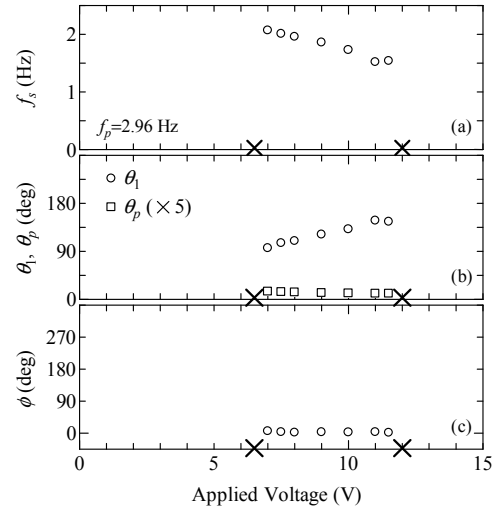 2
1
0
f_s (Hz)
f_p=2.96 Hz
(a)
180
90
0
θ_1, θ_p (deg)
θ_1
θ_p (×5)
(b)
270
180
90
0
ϕ (deg)
(c)
0 5 10 15
Applied Voltage (V)